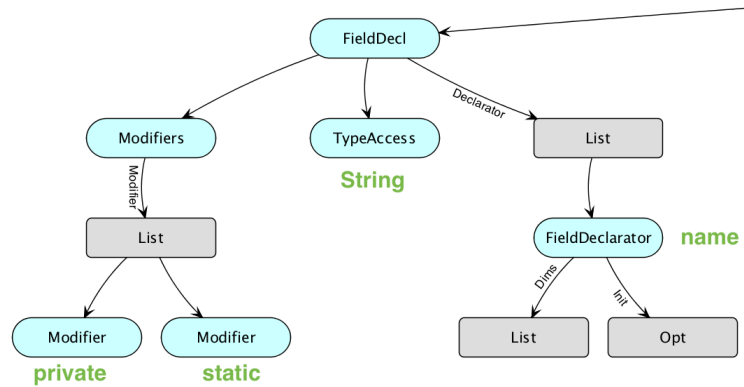 FieldDecl
Declarator
Modifiers
TypeAccess
List
String
Modifier
List
FieldDeclarator
name
Dims
Init
Modifier
Modifier
List
Opt
private
static